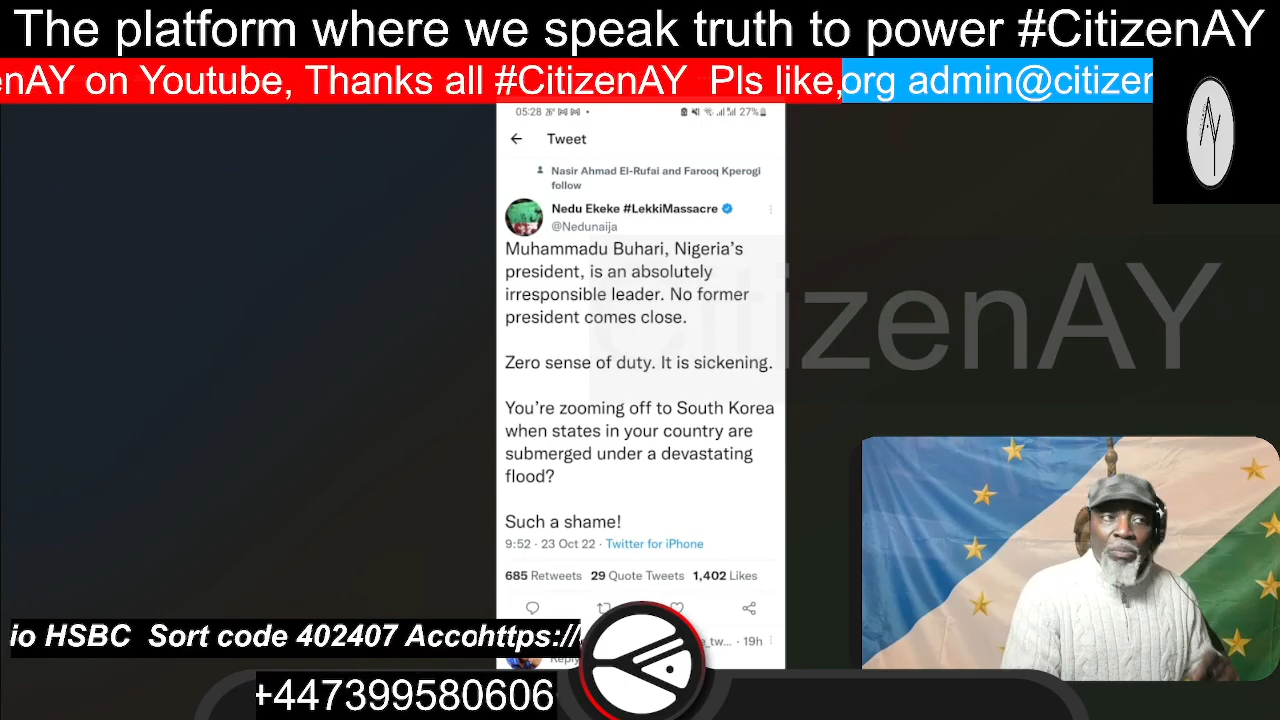 The platform where we speak truth to power #CitizenAY
enAY on Youtube, Thanks all #CitizenAY Pls like,org admin@citizen
AY
05:28 26° 27%
Tweet
Nasir Ahmad El-Rufai and Farooq Kperogi
follow
Nedu Ekeke #LekkiMassacre
@Nedunaija
Muhammadu Buhari, Nigeria's
president, is an absolutely
irresponsible leader. No former
president comes close.
Zero sense of duty. It is sickening.
You're zooming off to South Korea
when states in your country are
submerged under a devastating
flood?
Such a shame!
9:52 · 23 Oct 22 · Twitter for iPhone
685 Retweets 29 Quote Tweets 1,402 Likes
CitizenAY
e_tw... · 19h
io HSBC Sort code 402407 Accohttps://
+447399580606